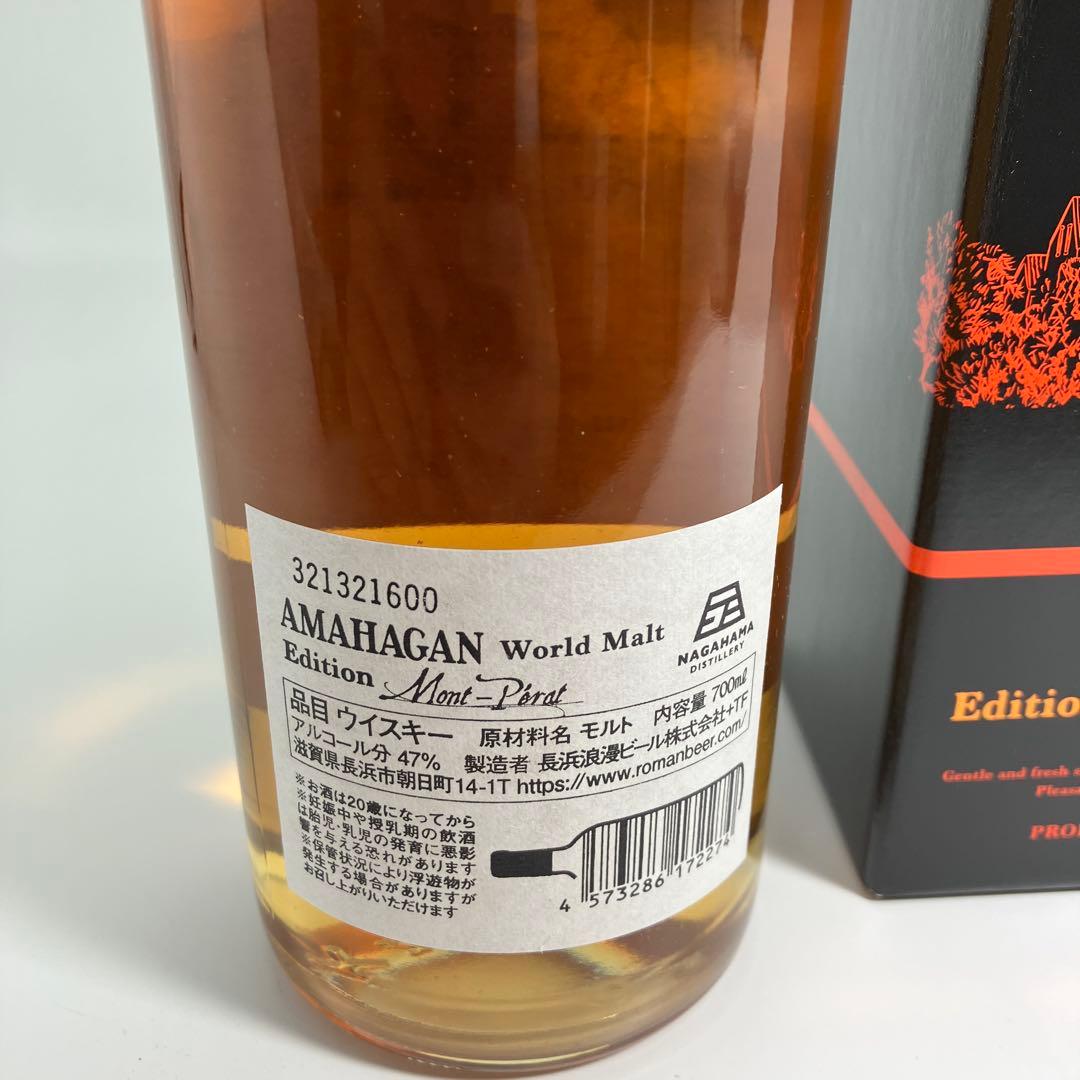 321321600
AMAHAGAN World Malt
Edition Mont-Pérat
NAGAHAMA
DISTILLERY
品目 ウイスキー 原材料名 モルト 内容量 700ml
アルコール分 47% 製造者 長浜浪漫ビール株式会社+TF
滋賀県長浜市朝日町14-1T https://www.romanbeer.com/
※お酒は20歳になってから
※妊娠中や授乳期の飲酒
は胎児・乳児の発育に悪影
響を与える恐れがあります
※保管状況により浮遊物が
発生する場合がありますが
お召し上がりいただけます
4 573286 172274
Editio
Gentle and fresh
Pleas
PRO